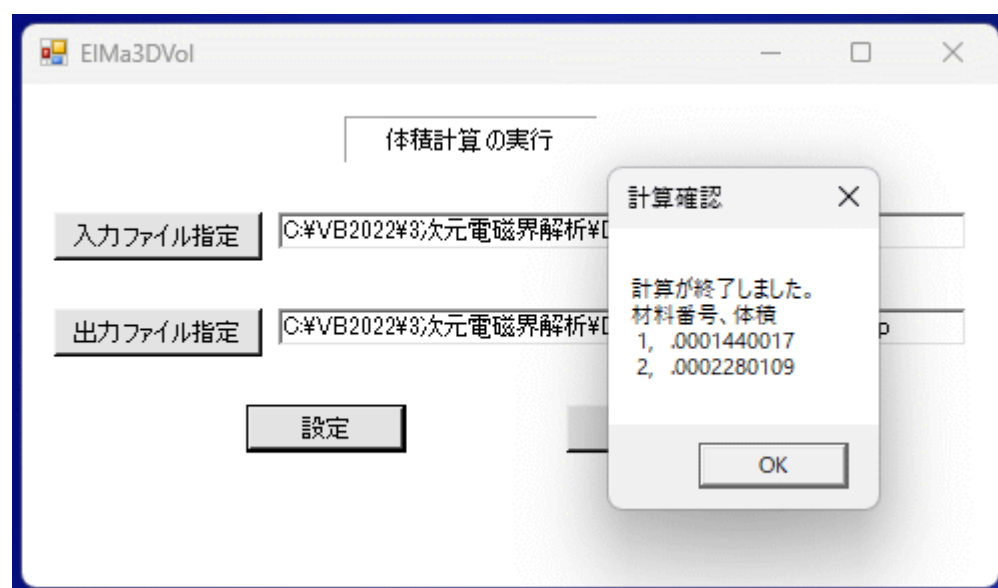 ElMa3DVol
体積計算の実行
計算確認
入力ファイル指定
C:¥VB2022¥3次元電磁界解析¥D
計算が終了しました。
材料番号、体積
1, .0001440017
2, .0002280109
出力ファイル指定
C:¥VB2022¥3次元電磁界解析¥D
p
設定
OK